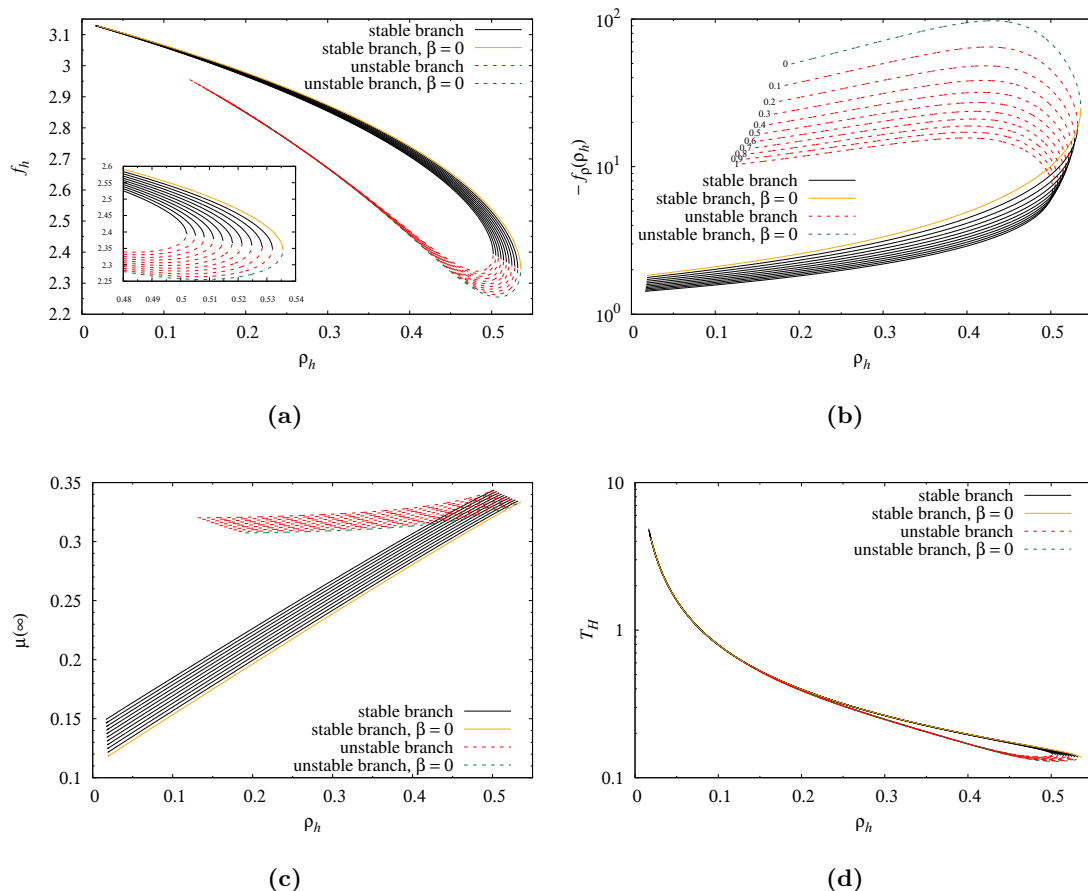 stable branch
stable branch, β = 0
unstable branch
unstable branch, β = 0
3.1
3
2.9
2.8
2.7
2.6
2.5
2.4
2.3
2.2
f_h
2.6
2.55
2.5
2.45
2.4
2.35
2.3
2.25
0.48 0.49 0.5 0.51 0.52 0.53 0.54
0 0.1 0.2 0.3 0.4 0.5
ρ_h
(a)
10^2
10^1
10^0
− f_ρ(ρ_h)
0
0.1
0.2
0.3
0.4
0.5
0.6
0.7
0.8
0.9
1
stable branch
stable branch, β = 0
unstable branch
unstable branch, β = 0
0 0.1 0.2 0.3 0.4 0.5
ρ_h
(b)
0.35
0.3
0.25
0.2
0.15
0.1
μ(∞)
stable branch
stable branch, β = 0
unstable branch
unstable branch, β = 0
0 0.1 0.2 0.3 0.4 0.5
ρ_h
(c)
10
1
0.1
T_H
stable branch
stable branch, β = 0
unstable branch
unstable branch, β = 0
0 0.1 0.2 0.3 0.4 0.5
ρ_h
(d)